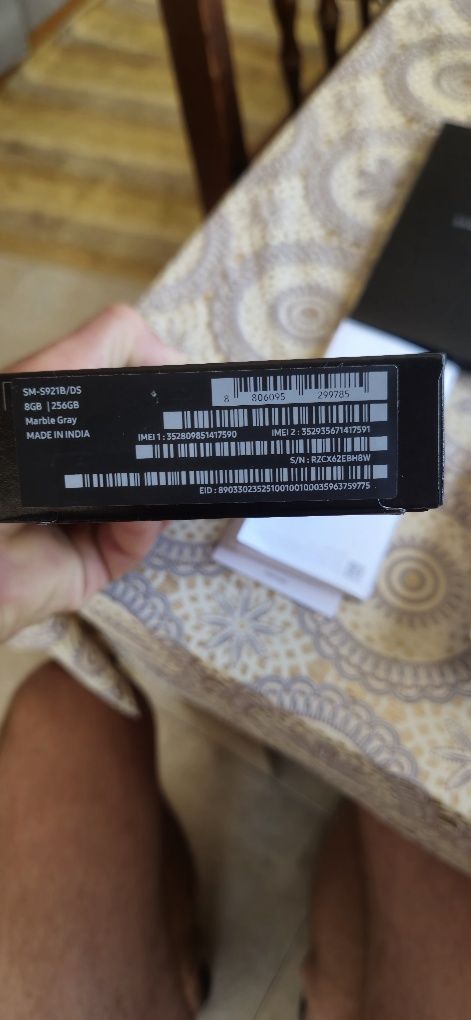 SM-S921B/DS
8GB | 256GB
Marble Gray
MADE IN INDIA
8 806095 299785
IMEI 1 : 352809851417590 IMEI 2 : 352935671417591
S/N : RZCX62EBH8W
EID : 89033023525100100100035963759775